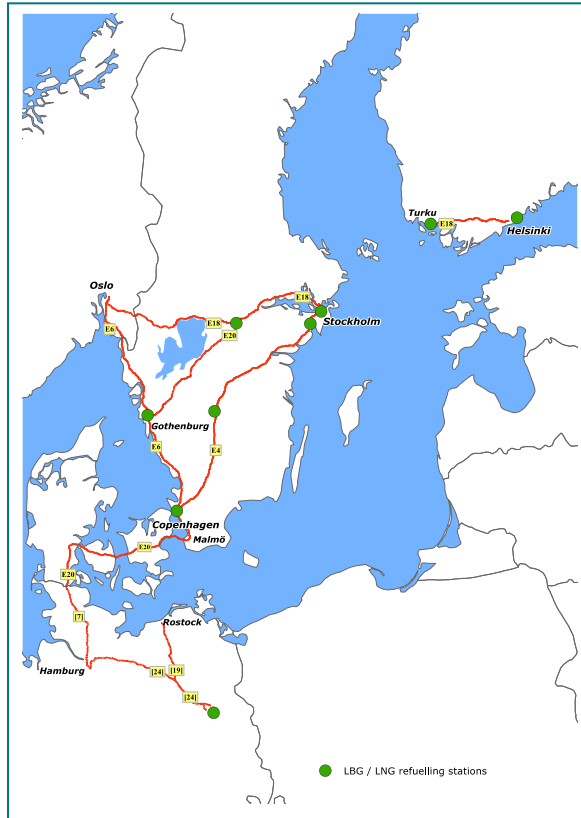 Turku
E18
Helsinki
Oslo
E18
Stockholm
E6
E18
E20
Gothenburg
E6
E4
Copenhagen
Malmö
E20
E20
[7]
Rostock
Hamburg
[24]
[19]
[24]
LBG / LNG refuelling stations